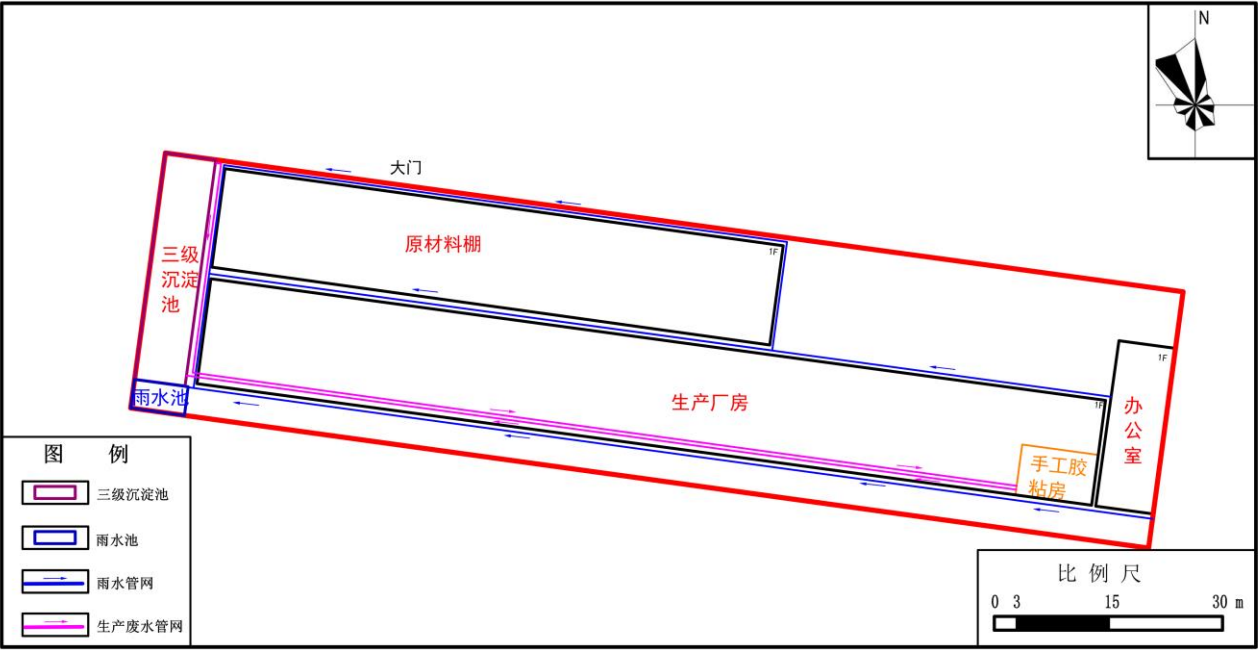 N
大门
原材料棚
1F
三级
沉淀
池
雨水池
生产厂房
1F
1F
办
公
室
手工胶
粘房
图 例
三级沉淀池
雨水池
雨水管网
生产废水管网
比 例 尺
0 3 15 30 m